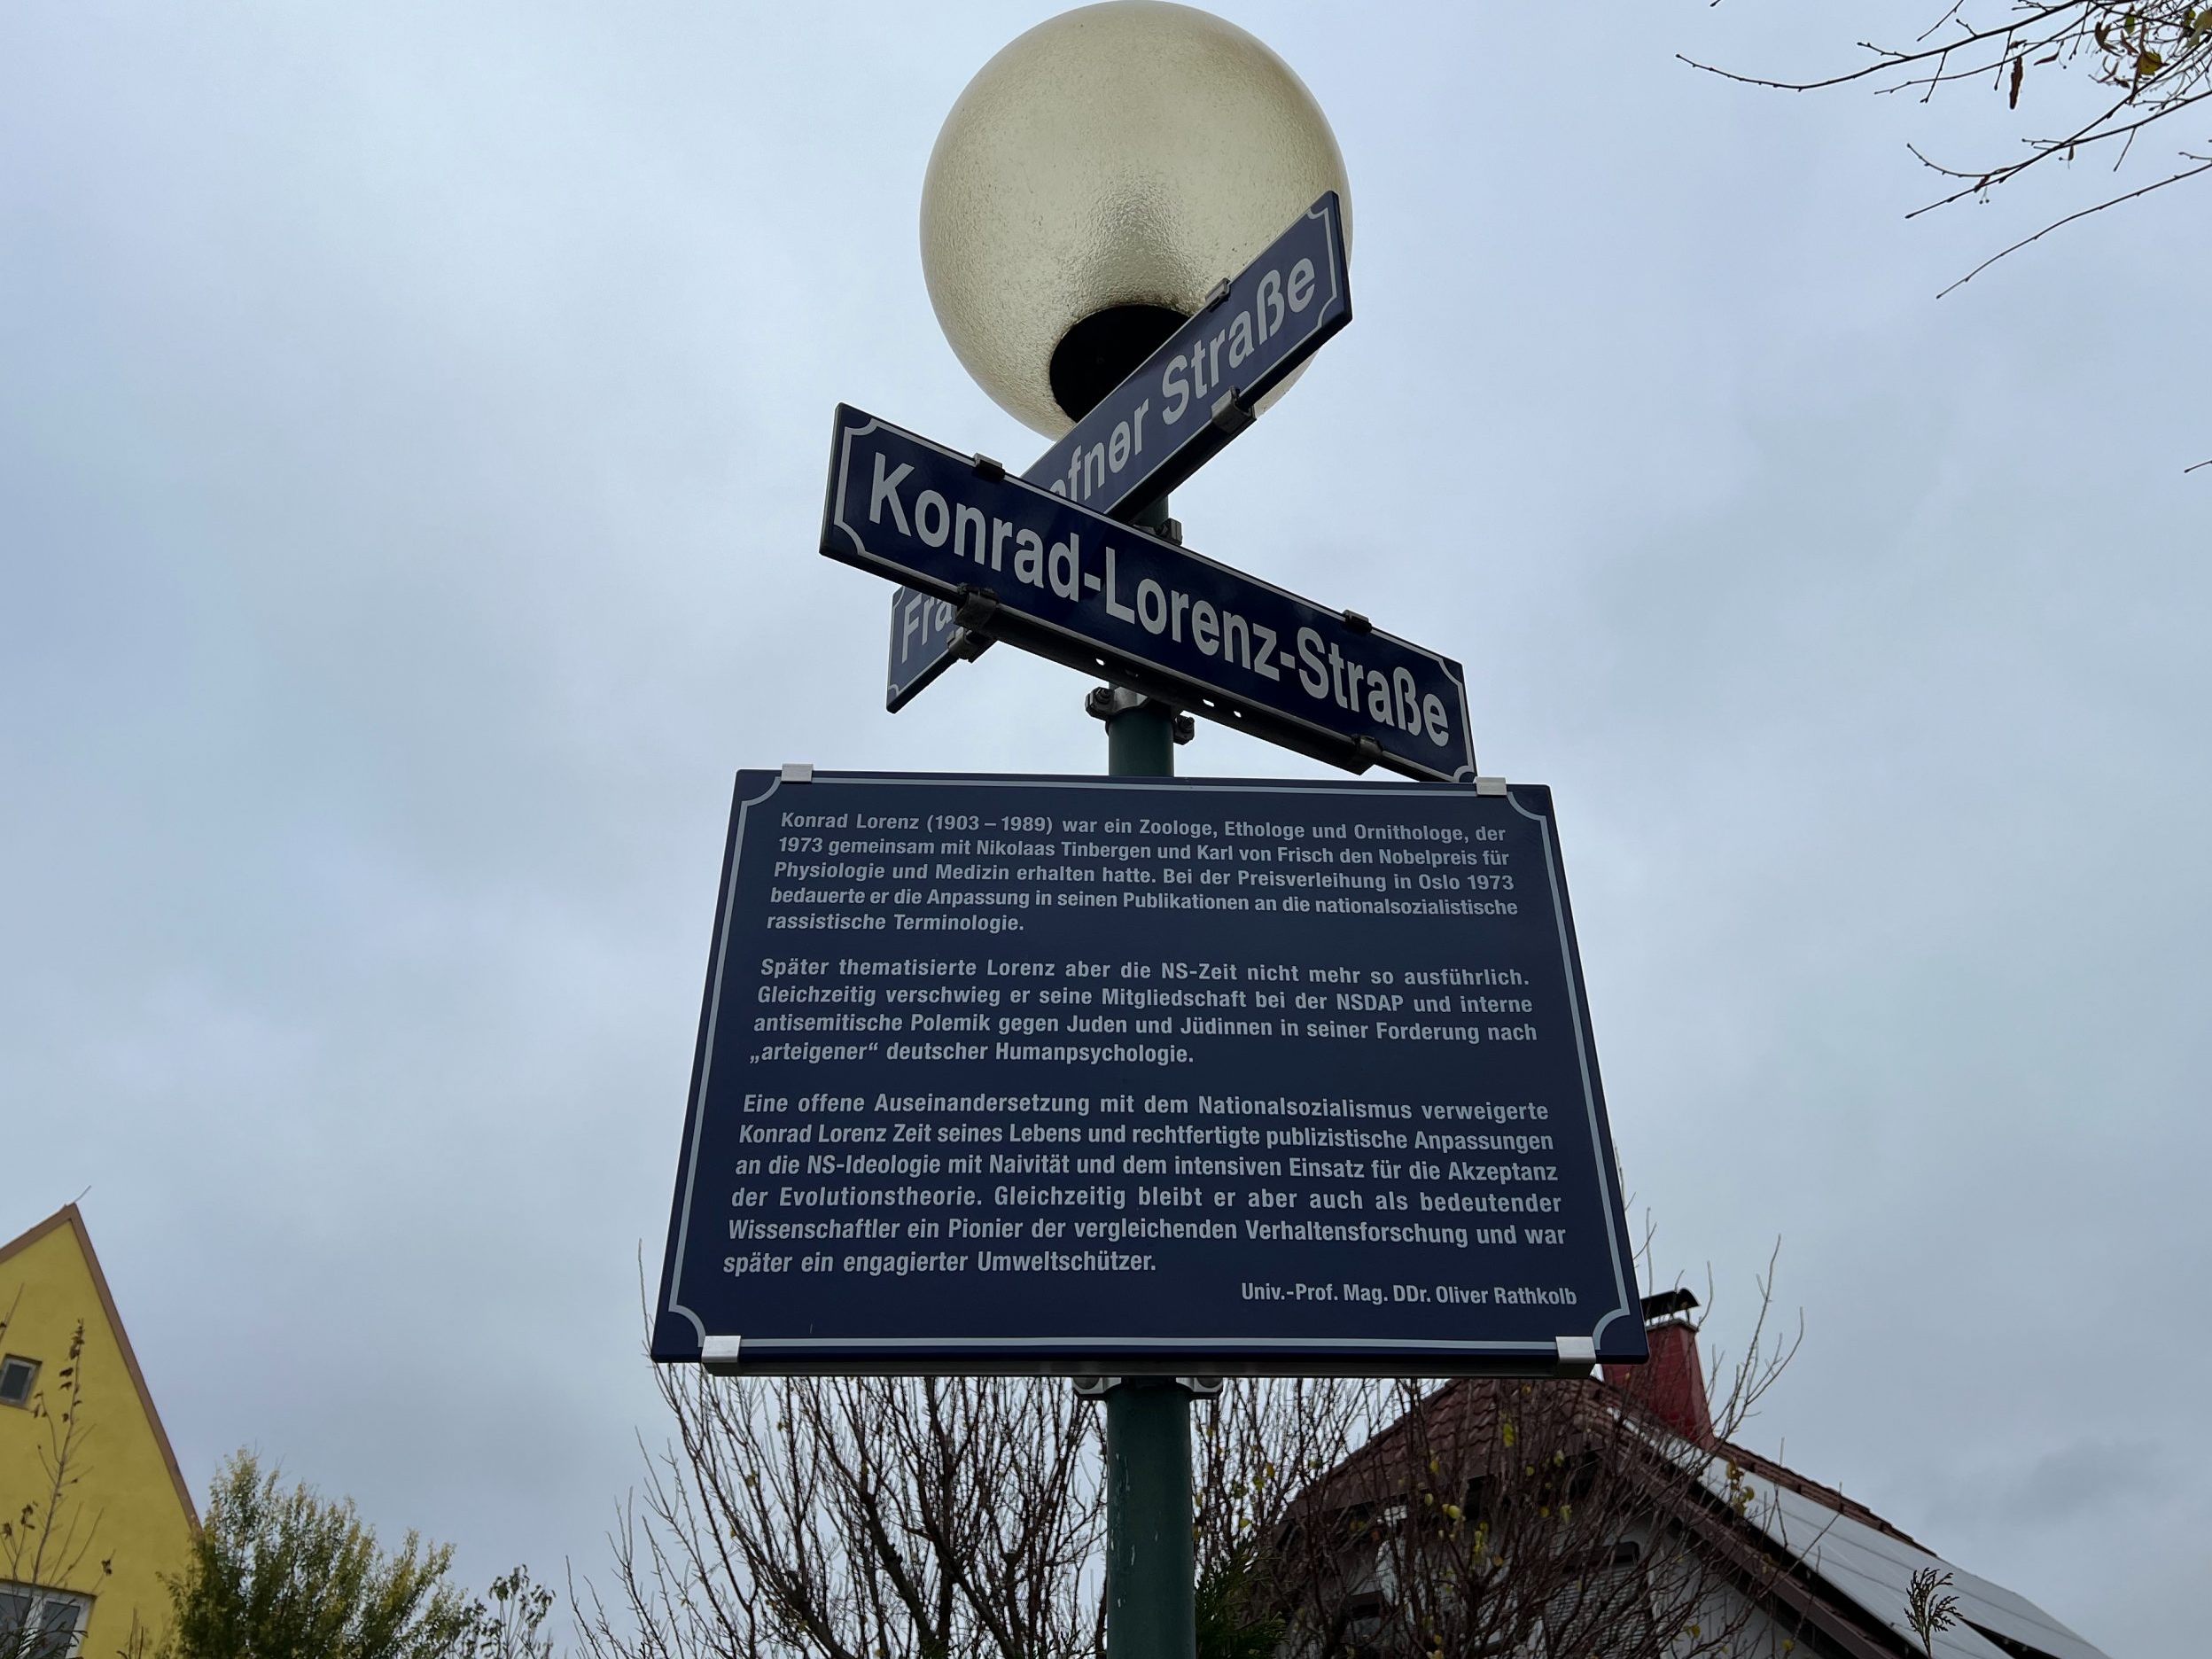 Straße
Konrad-Lorenz-Straße
Konrad Lorenz (1903 – 1989) war ein Zoologe, Ethologe und Ornithologe, der
1973 gemeinsam mit Nikolaas Tinbergen und Karl von Frisch den Nobelpreis für
Physiologie und Medizin erhalten hatte. Bei der Preisverleihung in Oslo 1973
bedauerte er die Anpassung in seinen Publikationen an die nationalsozialistische
rassistische Terminologie.
Später thematisierte Lorenz aber die NS-Zeit nicht mehr so ausführlich.
Gleichzeitig verschwieg er seine Mitgliedschaft bei der NSDAP und interne
antisemitische Polemik gegen Juden und Jüdinnen in seiner Forderung nach
„arteigener“ deutscher Humanpsychologie.
Eine offene Auseinandersetzung mit dem Nationalsozialismus verweigerte
Konrad Lorenz Zeit seines Lebens und rechtfertigte publizistische Anpassungen
an die NS-Ideologie mit Naivität und dem intensiven Einsatz für die Akzeptanz
der Evolutionstheorie. Gleichzeitig bleibt er aber auch als bedeutender
Wissenschaftler ein Pionier der vergleichenden Verhaltensforschung und war
später ein engagierter Umweltschützer.
Univ.-Prof. Mag. DDr. Oliver Rathkolb